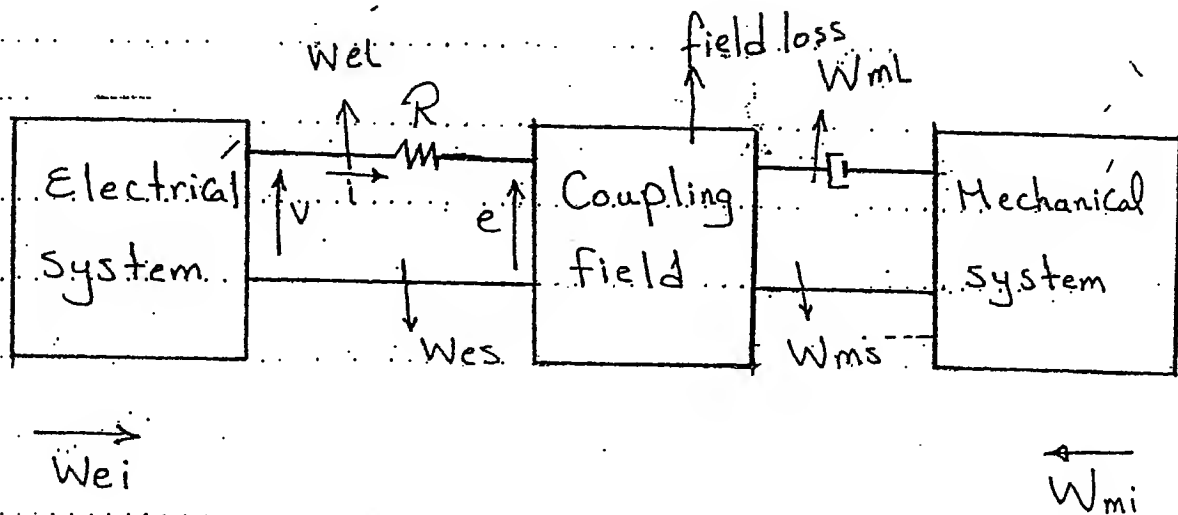 field loss
Wel
WmL
R
Electrical
system
v
i
e
Coupling
field
Mechanical
system
Wes
Wms
Wei
Wmi